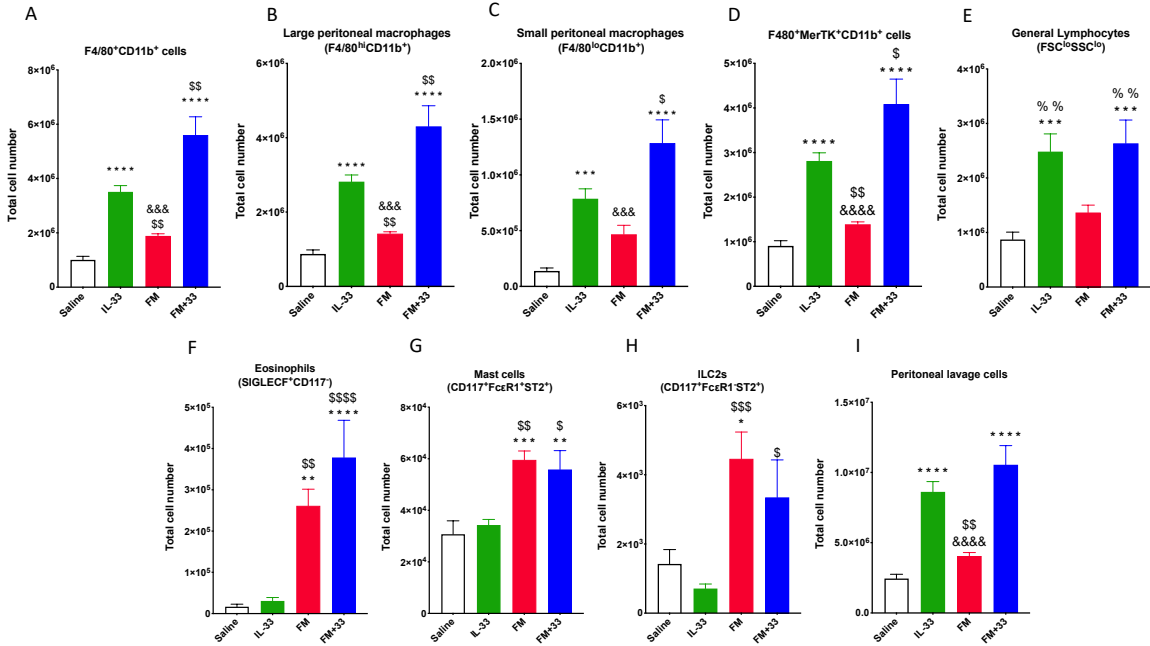 A
F4/80⁺CD11b⁺ cells
Total cell number
8×10⁶
6×10⁶
4×10⁶
2×10⁶
0
****
&&&
$$
$$
****
Saline
IL-33
FM
FM+33
B
Large peritoneal macrophages
(F4/80ʰⁱCD11b⁺)
Total cell number
6×10⁶
4×10⁶
2×10⁶
0
****
&&&
$$
$$
****
Saline
IL-33
FM
FM+33
C
Small peritoneal macrophages
(F4/80ˡᵒCD11b⁺)
Total cell number
2.0×10⁶
1.5×10⁶
1.0×10⁶
5.0×10⁵
0.0
***
&&&
$
****
Saline
IL-33
FM
FM+33
D
F480⁺MerTK⁺CD11b⁺ cells
Total cell number
5×10⁶
4×10⁶
3×10⁶
2×10⁶
1×10⁶
0
****
$$
&&&&
$
****
Saline
IL-33
FM
FM+33
E
General Lymphocytes
(FSCˡᵒSSCˡᵒ)
Total cell number
4×10⁶
3×10⁶
2×10⁶
1×10⁶
0
% %
***
% %
***
Saline
IL-33
FM
FM+33
F
Eosinophils
(SIGLECF⁺CD117⁻)
Total cell number
5×10⁵
4×10⁵
3×10⁵
2×10⁵
1×10⁵
0
$$
**
$$$$
****
Saline
IL-33
FM
FM+33
G
Mast cells
(CD117⁺FcεR1⁺ST2⁺)
Total cell number
8×10⁴
6×10⁴
4×10⁴
2×10⁴
0
$$
***
$
**
Saline
IL-33
FM
FM+33
H
ILC2s
(CD117⁺FcεR1⁻ST2⁺)
Total cell number
6×10³
4×10³
2×10³
0
$$$
*
$
Saline
IL-33
FM
FM+33
I
Peritoneal lavage cells
Total cell number
1.5×10⁷
1.0×10⁷
5.0×10⁶
0.0
****
$$
&&&&
****
Saline
IL-33
FM
FM+33